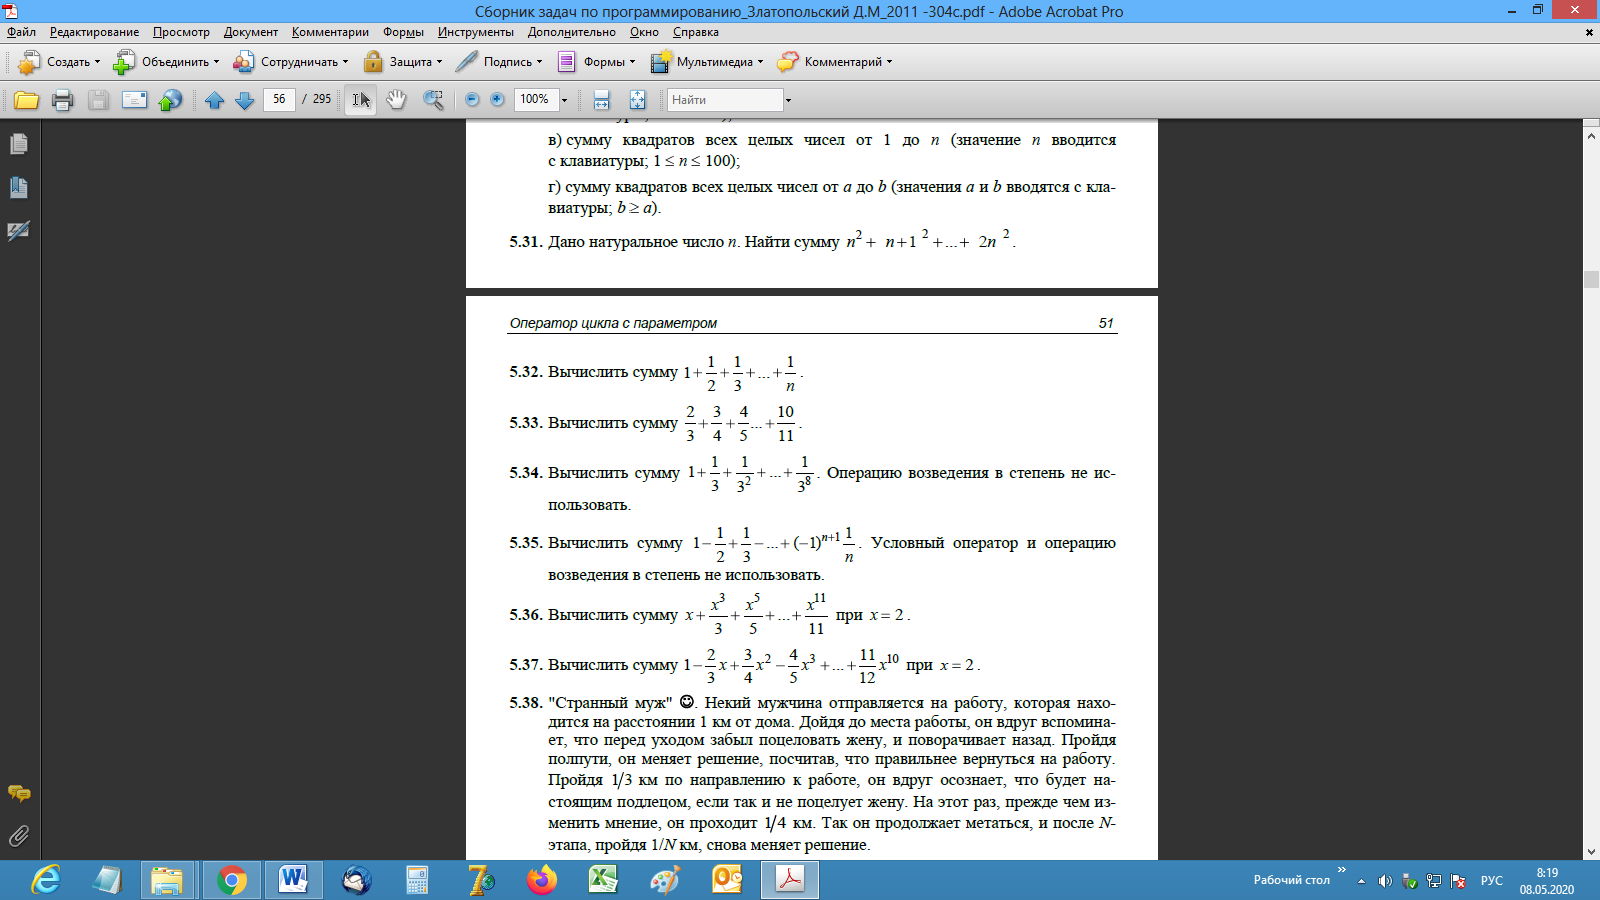 Сборник задач по программированию_Златопольский Д.М_2011 -304с.pdf - Adobe Acrobat Pro
Файл Редактирование Просмотр Документ Комментарии Формы Инструменты Дополнительно Окно Справка
Создать Объединить Сотрудничать Защита Подпись Формы Мультимедиа Комментарий
56 / 295 100% Найти
в) сумму квадратов всех целых чисел от 1 до n (значение n вводится
с клавиатуры; 1 ≤ n ≤ 100);
г) сумму квадратов всех целых чисел от a до b (значения a и b вводятся с кла-
виатуры; b ≥ a).
5.31. Дано натуральное число n. Найти сумму n² + n+1 ² +...+ 2n ².
Оператор цикла с параметром 51
5.32. Вычислить сумму 1 + 1/2 + 1/3 + ... + 1/n.
5.33. Вычислить сумму 2/3 + 3/4 + 4/5 ... + 10/11.
5.34. Вычислить сумму 1 + 1/3 + 1/3² + ... + 1/3⁸. Операцию возведения в степень не ис-
пользовать.
5.35. Вычислить сумму 1 − 1/2 + 1/3 − ... + (−1)ⁿ⁺¹ 1/n. Условный оператор и операцию
возведения в степень не использовать.
5.36. Вычислить сумму x + x³/3 + x⁵/5 + ... + x¹¹/11 при x = 2.
5.37. Вычислить сумму 1 − 2/3 x + 3/4 x² − 4/5 x³ + ... + 11/12 x¹⁰ при x = 2.
5.38. "Странный муж" ☺. Некий мужчина отправляется на работу, которая нахо-
дится на расстоянии 1 км от дома. Дойдя до места работы, он вдруг вспомина-
ет, что перед уходом забыл поцеловать жену, и поворачивает назад. Пройдя
полпути, он меняет решение, посчитав, что правильнее вернуться на работу.
Пройдя 1/3 км по направлению к работе, он вдруг осознает, что будет на-
стоящим подлецом, если так и не поцелует жену. На этот раз, прежде чем из-
менить мнение, он проходит 1/4 км. Так он продолжает метаться, и после N-
этапа, пройдя 1/N км, снова меняет решение.
Рабочий стол » РУС 8:19
08.05.2020